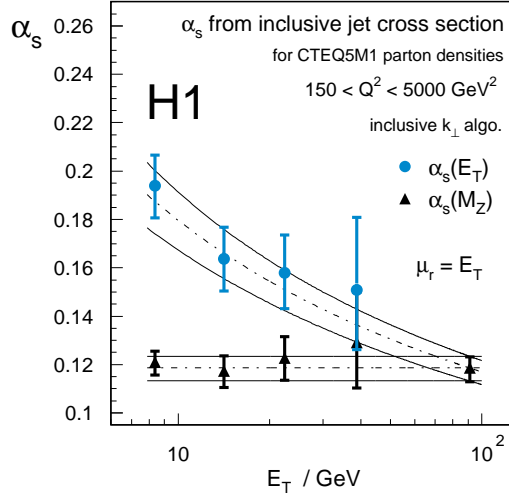 α_s
α_s from inclusive jet cross section
for CTEQ5M1 parton densities
150 < Q² < 5000 GeV²
H1
inclusive k⊥ algo.
α_s(E_T)
α_s(M_Z)
μ_r = E_T
0.26
0.24
0.22
0.2
0.18
0.16
0.14
0.12
0.1
10
10²
E_T / GeV